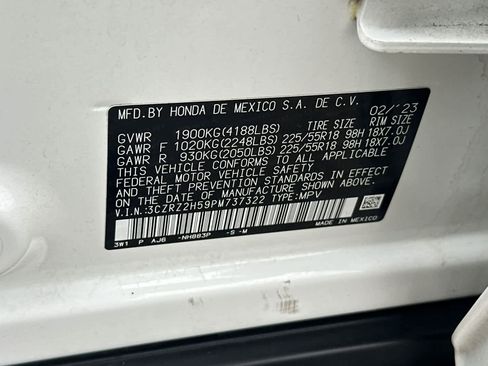 MFD.BY HONDA DE MEXICO S.A. DE C.V. 02/'23
GVWR 1900KG(4188LBS) TIRE SIZE RIM SIZE
GAWR F 1020KG(2248LBS) 225/55R18 98H 18X7.0J
GAWR R 930KG(2050LBS) 225/55R18 98H 18X7.0J
THIS VEHICLE CONFORMS TO ALL APPLICABLE
FEDERAL MOTOR VEHICLE SAFETY, BUMPER
AND THEFT PREVENTION STANDARDS IN EFFECT
ON THE DATE OF MANUFACTURE SHOWN ABOVE.
V.I.N.:3CZRZ2H59PM737322 TYPE:MPV
3W1 P AJ6 -NH883P -S -M MADE IN MEXICO